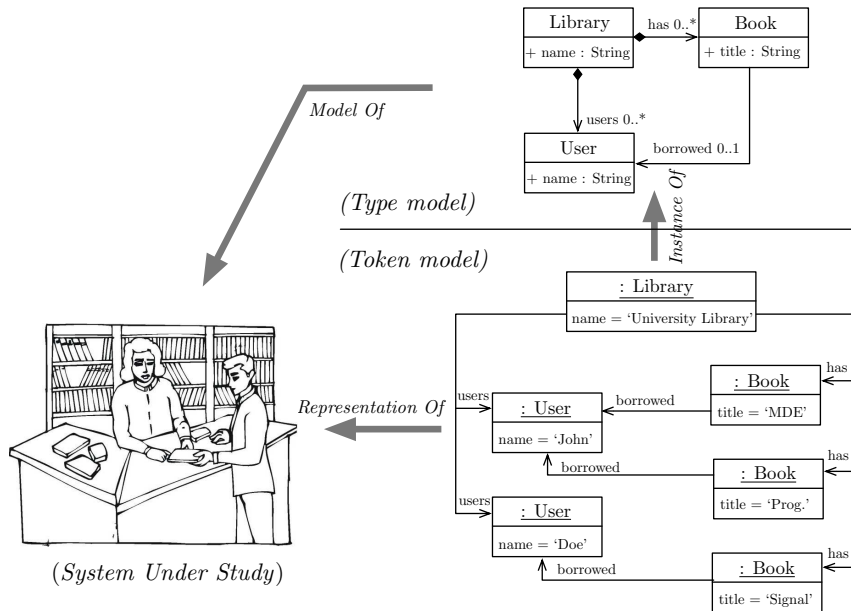 Library
+ name : String
has 0..*
Book
+ title : String
Model Of
users 0..*
User
+ name : String
borrowed 0..1
(Type model)
Instance Of
(Token model)
: Library
name = ‘University Library’
has
users
: User
name = ‘John’
borrowed
: Book
title = ‘MDE’
Representation Of
borrowed
has
: Book
title = ‘Prog.’
users
: User
name = ‘Doe’
borrowed
has
: Book
title = ‘Signal’
(System Under Study)